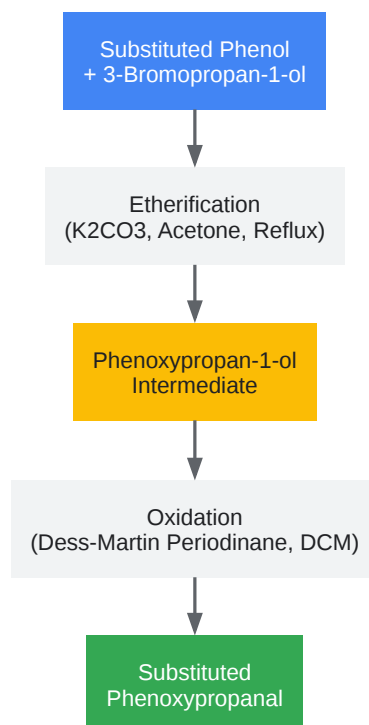 Substituted Phenol
+ 3-Bromopropan-1-ol
Etherification
(K2CO3, Acetone, Reflux)
Phenoxypropan-1-ol
Intermediate
Oxidation
(Dess-Martin Periodinane, DCM)
Substituted
Phenoxypropanal